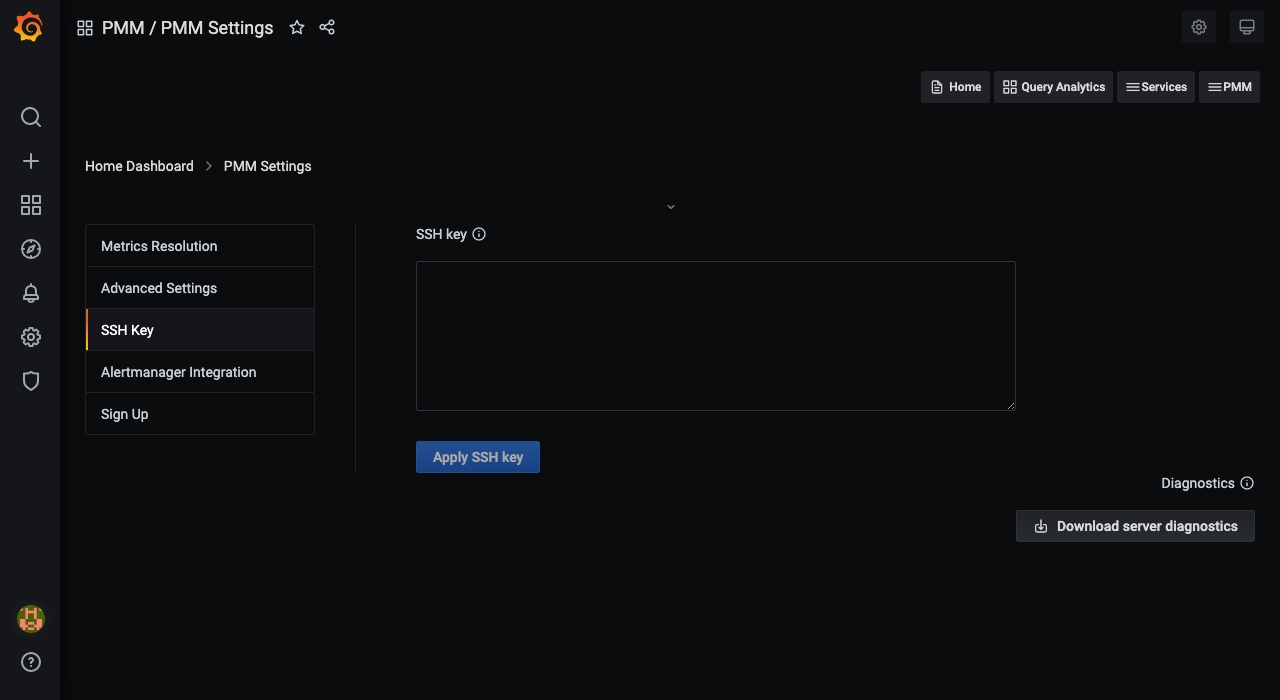 PMM / PMM Settings
Home
Query Analytics
Services
PMM
Home Dashboard
PMM Settings
Metrics Resolution
Advanced Settings
SSH Key
Alertmanager Integration
Sign Up
SSH key
Apply SSH key
Diagnostics
Download server diagnostics